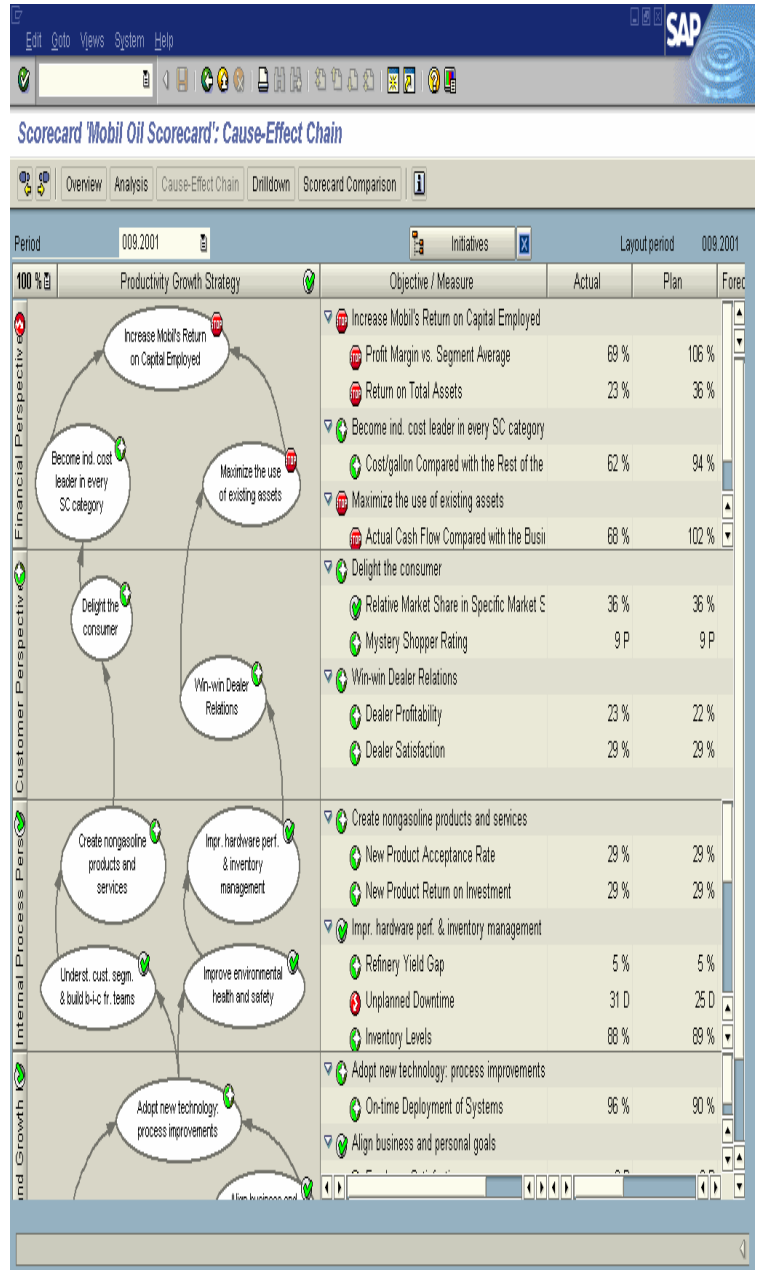 Edit Goto Views System Help
SAP
Scorecard 'Mobil Oil Scorecard': Cause-Effect Chain
Overview Analysis Cause-Effect Chain Drilldown Scorecard Comparison
Period 009.2001 Initiatives Layout period 009.2001
100 % Productivity Growth Strategy Objective / Measure Actual Plan Forec
Financial Perspective
Increase Mobil's Return
on Capital Employed
Become ind. cost
leader in every
SC category
Maximize the use
of existing assets
STOP Increase Mobil's Return on Capital Employed
STOP Profit Margin vs. Segment Average 69 % 106 %
STOP Return on Total Assets 23 % 36 %
Become ind. cost leader in every SC category
Cost/gallon Compared with the Rest of the 62 % 94 %
STOP Maximize the use of existing assets
STOP Actual Cash Flow Compared with the Busi 68 % 102 %
Customer Perspective
Delight the
consumer
Win-win Dealer
Relations
Delight the consumer
Relative Market Share in Specific Market S 36 % 36 %
Mystery Shopper Rating 9 P 9 P
Win-win Dealer Relations
Dealer Profitability 23 % 22 %
Dealer Satisfaction 29 % 29 %
Internal Process Pers
Create nongasoline
products and
services
Impr. hardware perf.
& inventory
management
Underst. cust. segm.
& build b-i-c fr. teams
Improve environmental
health and safety
Create nongasoline products and services
New Product Acceptance Rate 29 % 29 %
New Product Return on Investment 29 % 29 %
Impr. hardware perf. & inventory management
Refinery Yield Gap 5 % 5 %
Unplanned Downtime 31 D 25 D
Inventory Levels 88 % 89 %
nd Growth
Adopt new technology:
process improvements
Align business and
Adopt new technology: process improvements
On-time Deployment of Systems 96 % 90 %
Align business and personal goals